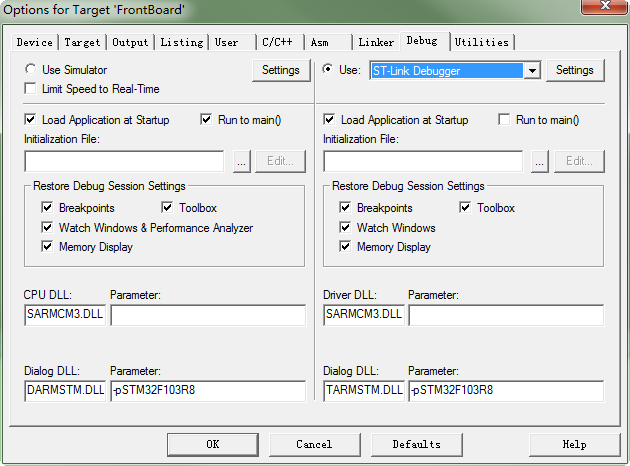 Options for Target 'FrontBoard'
Device Target Output Listing User C/C++ Asm Linker Debug Utilities
Use Simulator Settings
Limit Speed to Real-Time
Use: ST-Link Debugger Settings
Load Application at Startup Run to main()
Initialization File:
... Edit...
Restore Debug Session Settings
Breakpoints Toolbox
Watch Windows & Performance Analyzer
Memory Display
CPU DLL: Parameter:
SARMCM3.DLL
Dialog DLL: Parameter:
DARMSTM.DLL -pSTM32F103R8
Load Application at Startup Run to main()
Initialization File:
... Edit...
Restore Debug Session Settings
Breakpoints Toolbox
Watch Windows
Memory Display
Driver DLL: Parameter:
SARMCM3.DLL
Dialog DLL: Parameter:
TARMSTM.DLL -pSTM32F103R8
OK Cancel Defaults Help